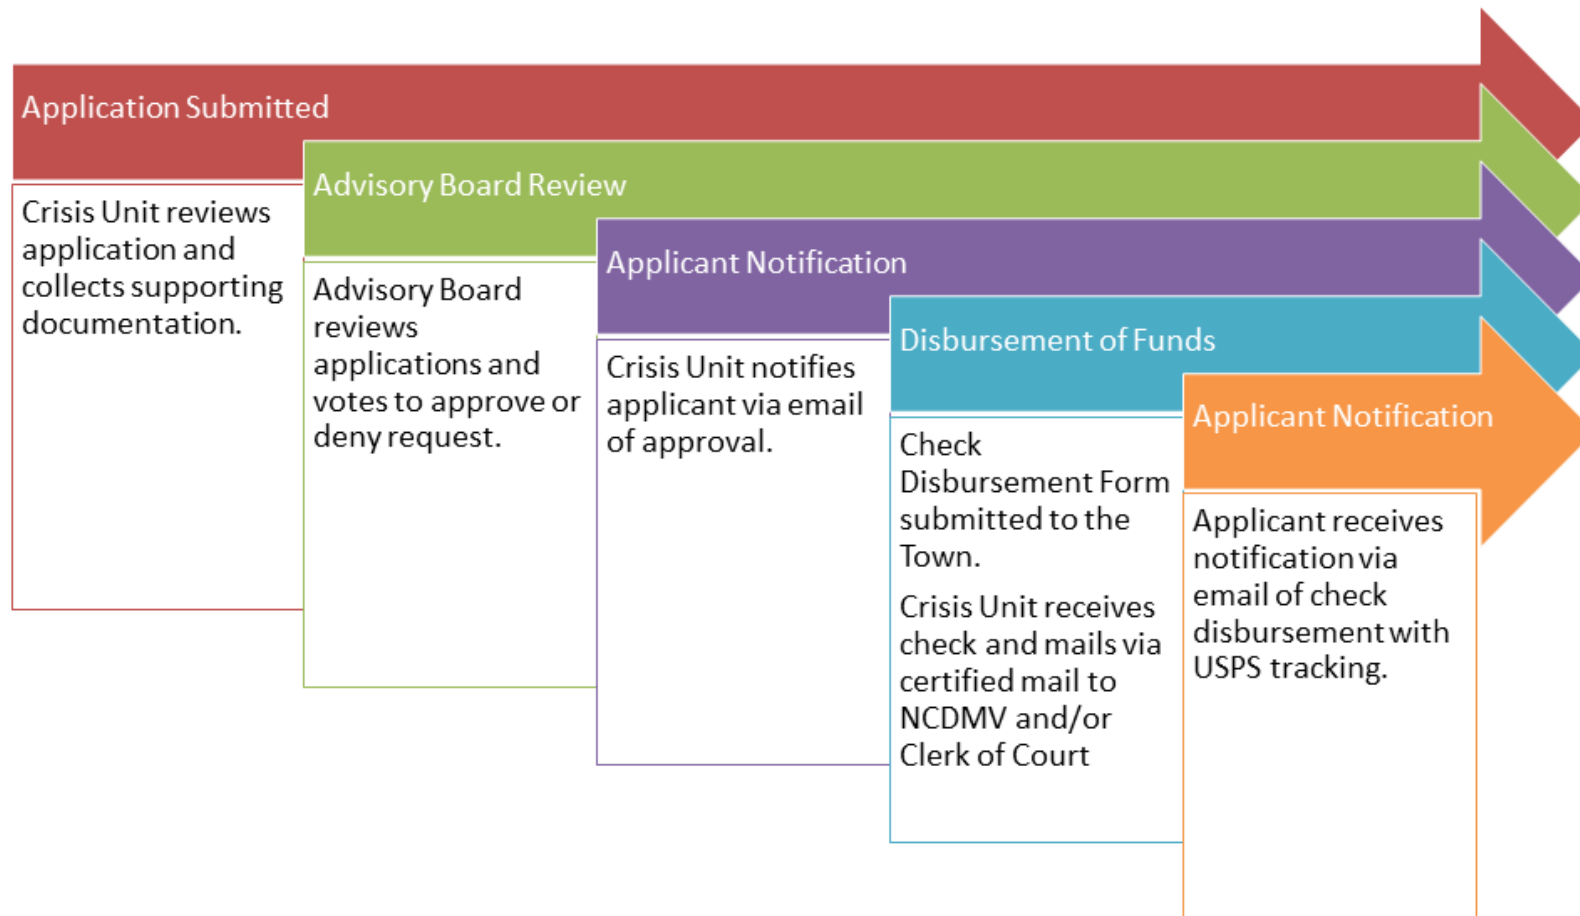 Application Submitted
Crisis Unit reviews
application and
collects supporting
documentation.
Advisory Board Review
Advisory Board
reviews
applications and
votes to approve or
deny request.
Applicant Notification
Crisis Unit notifies
applicant via email
of approval.
Disbursement of Funds
Check
Disbursement Form
submitted to the
Town.
Crisis Unit receives
check and mails via
certified mail to
NCDMV and/or
Clerk of Court
Applicant Notification
Applicant receives
notification via
email of check
disbursement with
USPS tracking.